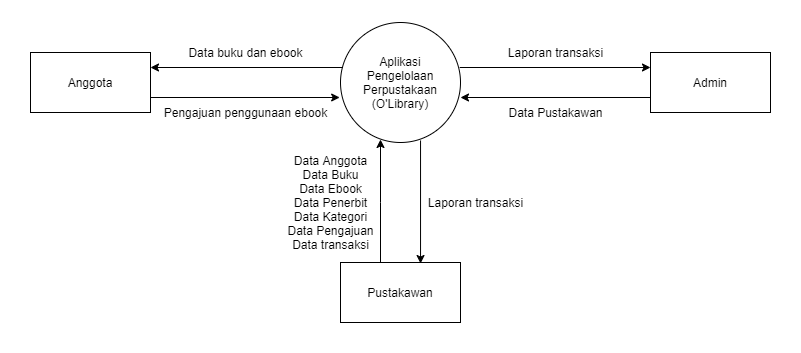 Data buku dan ebook
Anggota
Pengajuan penggunaan ebook
Aplikasi
Pengelolaan
Perpustakaan
(O'Library)
Laporan transaksi
Admin
Data Pustakawan
Data Anggota
Data Buku
Data Ebook
Data Penerbit
Data Kategori
Data Pengajuan
Data transaksi
Laporan transaksi
Pustakawan